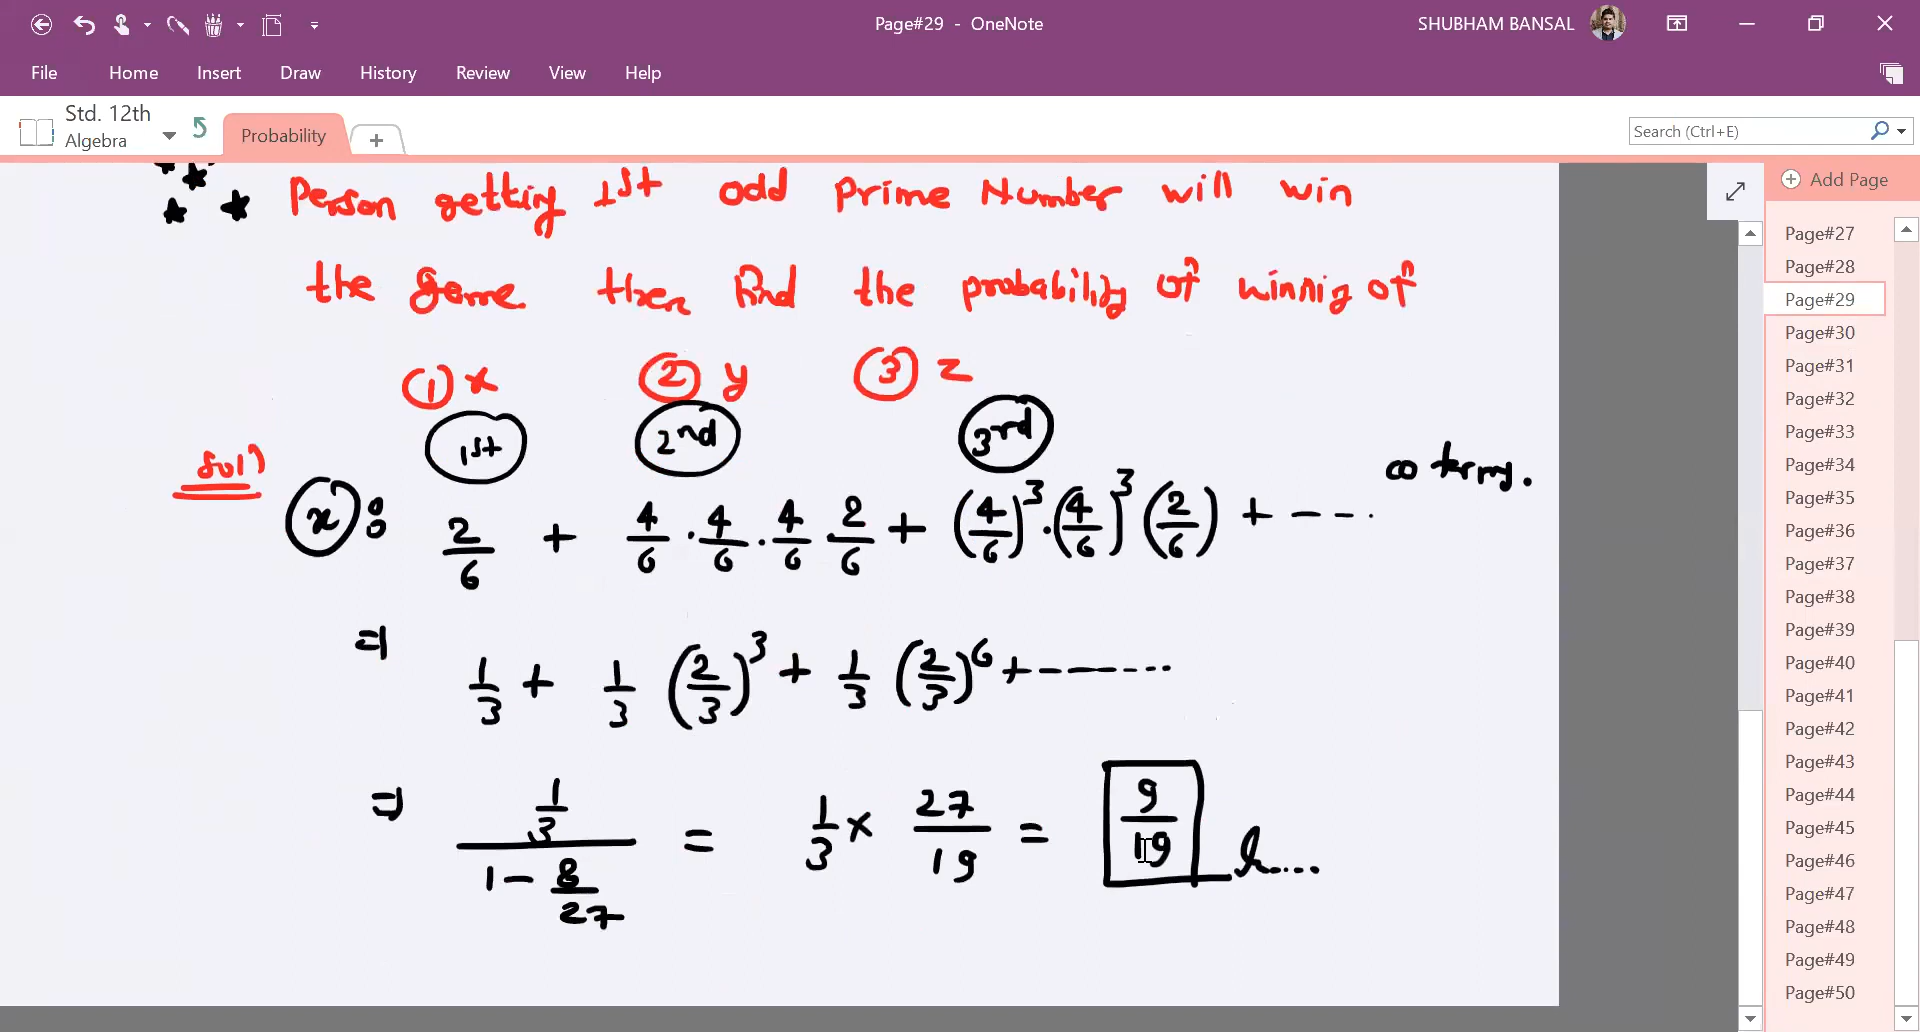 Page#29 - OneNote
SHUBHAM BANSAL
File Home Insert Draw History Review View Help
Std. 12th
Algebra
Probability
+
Search (Ctrl+E)
Add Page
Person getting 1st odd prime Number will win
the game then find the probability of winnig of
① x ② y ③ z
1st 2nd 3rd
Sol)
∞ terms.
x: 2/6 + 4/6 · 4/6 · 4/6 · 2/6 + (4/6)^3 · (4/6)^3 (2/6) + ----
⇒ 1/3 + 1/3 (2/3)^3 + 1/3 (2/3)^6 + -------
⇒ (1/3)/(1 - 8/27) = 1/3 × 27/19 = 9/19
Page#27
Page#28
Page#29
Page#30
Page#31
Page#32
Page#33
Page#34
Page#35
Page#36
Page#37
Page#38
Page#39
Page#40
Page#41
Page#42
Page#43
Page#44
Page#45
Page#46
Page#47
Page#48
Page#49
Page#50